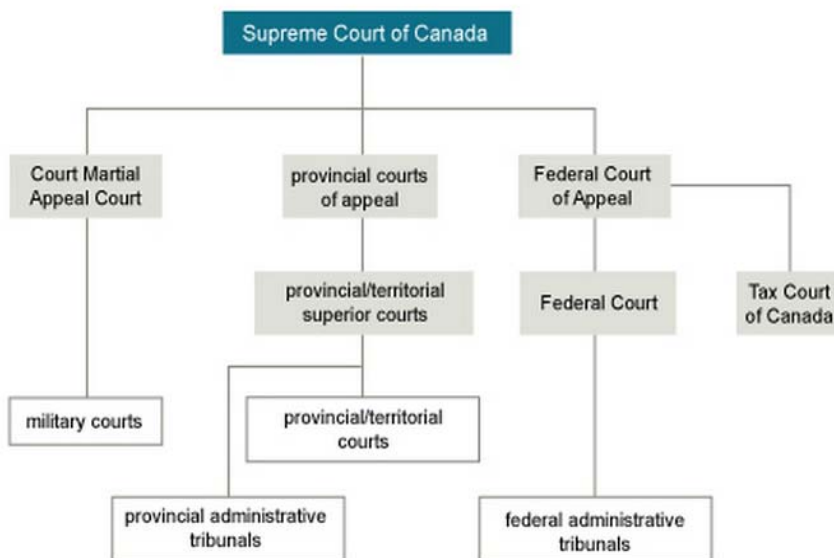 Supreme Court of Canada
Court Martial
Appeal Court
provincial courts
of appeal
Federal Court
of Appeal
provincial/territorial
superior courts
Federal Court
Tax Court
of Canada
military courts
provincial/territorial
courts
provincial administrative
tribunals
federal administrative
tribunals